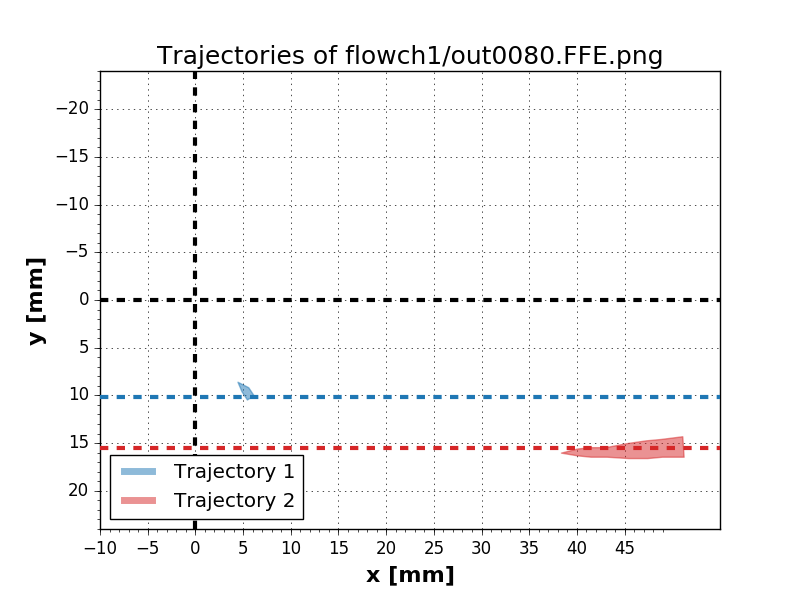 Trajectories of flowch1/out0080.FFE.png
−20
−15
−10
−5
0
5
10
15
20
y [mm]
Trajectory 1
Trajectory 2
−10 −5 0 5 10 15 20 25 30 35 40 45
x [mm]